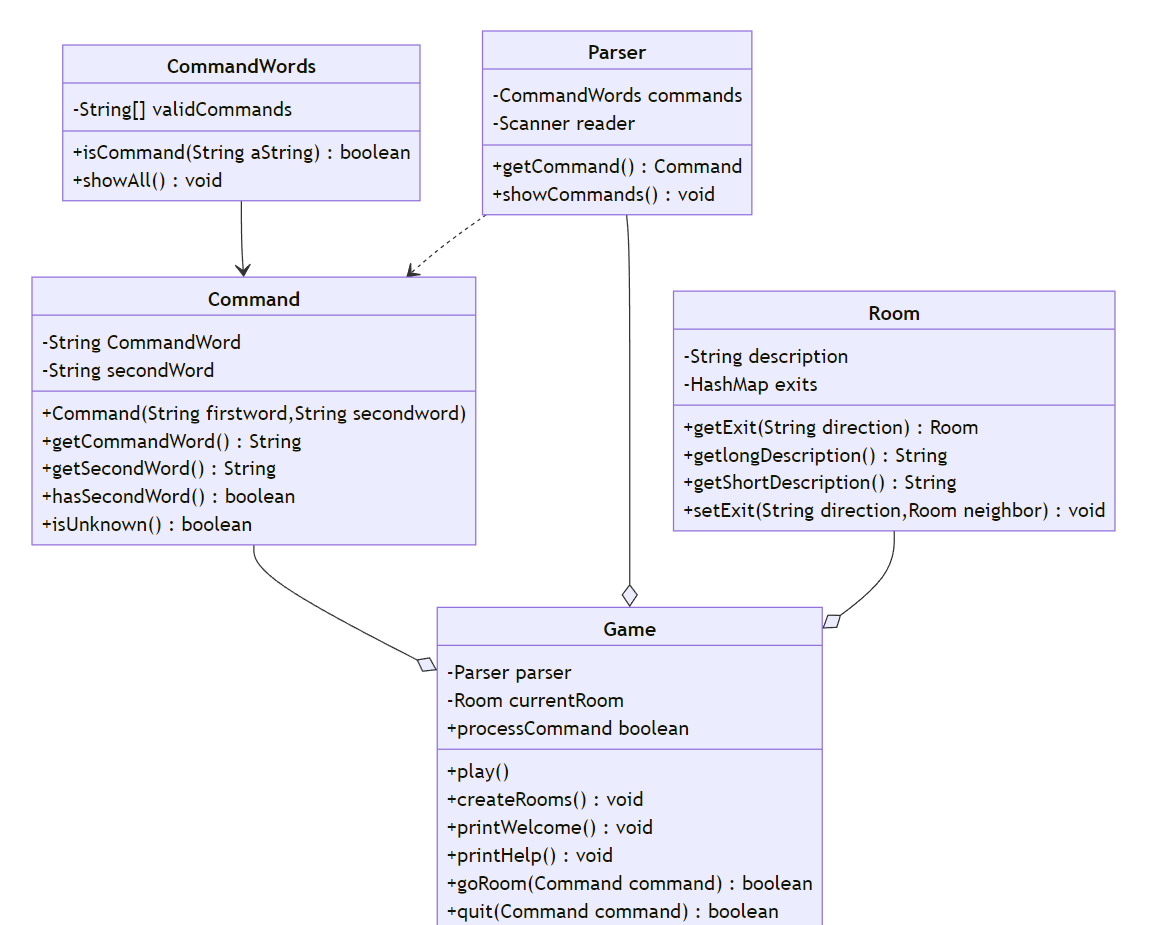 CommandWords
-String[] validCommands
+isCommand(String aString) : boolean
+showAll() : void
Parser
-CommandWords commands
-Scanner reader
+getCommand() : Command
+showCommands() : void
Command
-String CommandWord
-String secondWord
+Command(String firstword,String secondword)
+getCommandWord() : String
+getSecondWord() : String
+hasSecondWord() : boolean
+isUnknown() : boolean
Room
-String description
-HashMap exits
+getExit(String direction) : Room
+getlongDescription() : String
+getShortDescription() : String
+setExit(String direction,Room neighbor) : void
Game
-Parser parser
-Room currentRoom
+processCommand boolean
+play()
+createRooms() : void
+printWelcome() : void
+printHelp() : void
+goRoom(Command command) : boolean
+quit(Command command) : boolean